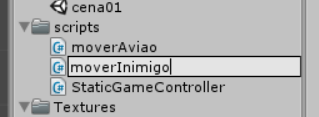 cena01
scripts
moverAviao
moverInimigo
StaticGameController
Textures